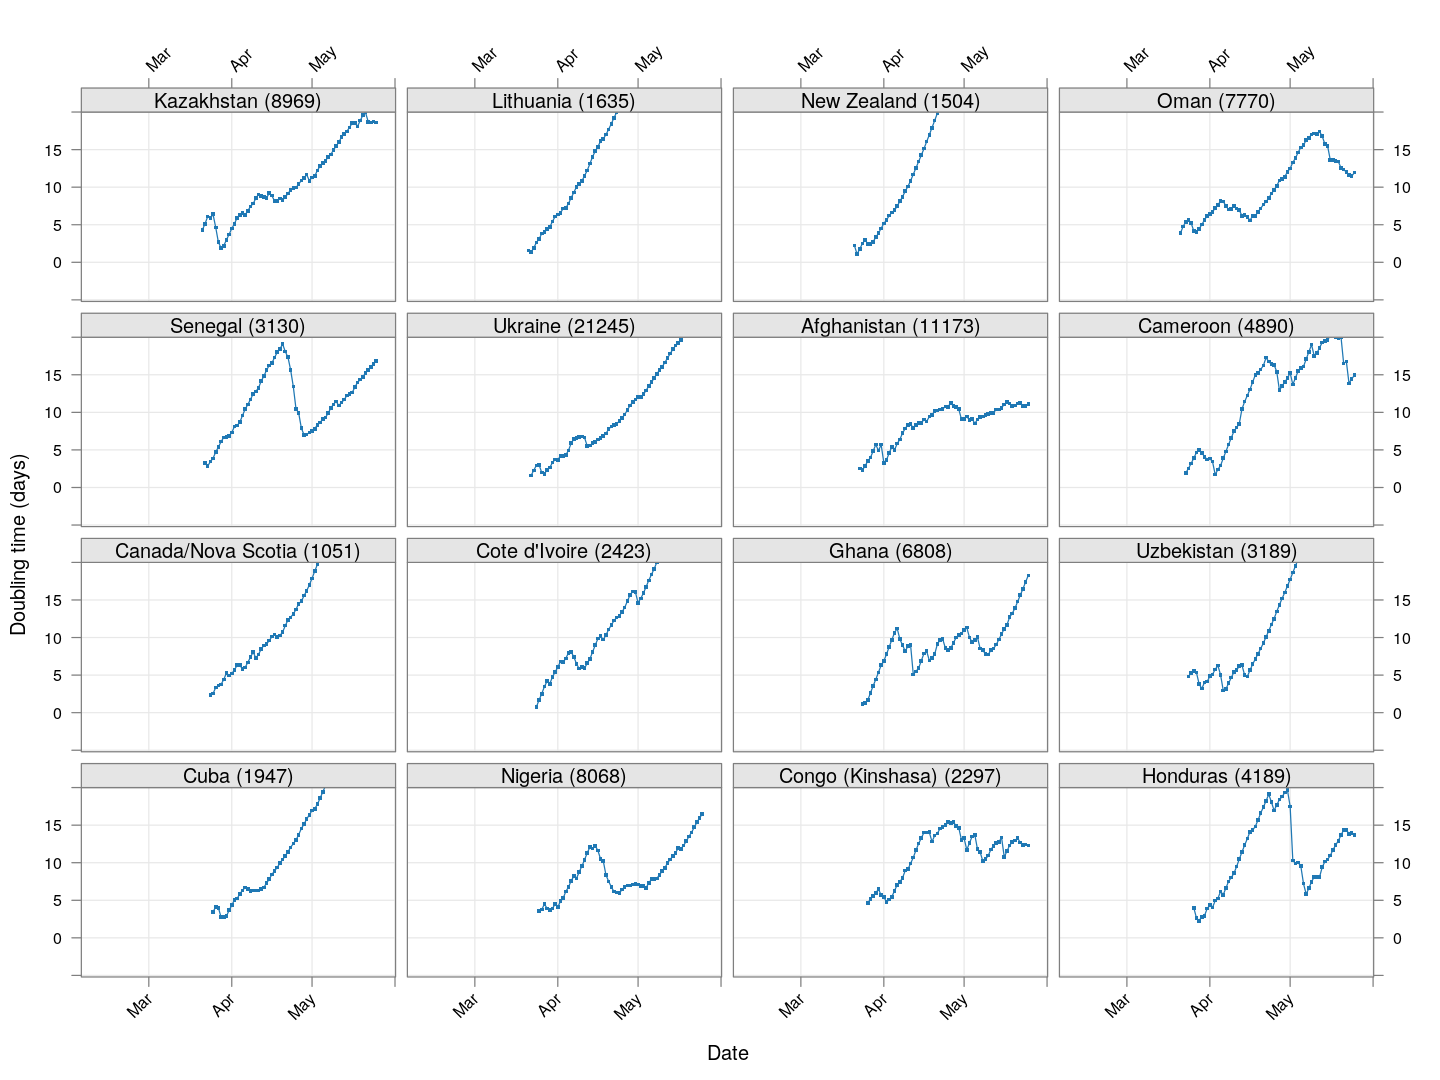 Mar Apr May Mar Apr May Mar Apr May Mar Apr May
Kazakhstan (8969) Lithuania (1635) New Zealand (1504) Oman (7770)
15 15
10 10
5 5
0 0
Senegal (3130) Ukraine (21245) Afghanistan (11173) Cameroon (4890)
15 15
10 10
5 5
0 0
Doubling time (days)
Canada/Nova Scotia (1051) Cote d'Ivoire (2423) Ghana (6808) Uzbekistan (3189)
15 15
10 10
5 5
0 0
Cuba (1947) Nigeria (8068) Congo (Kinshasa) (2297) Honduras (4189)
15 15
10 10
5 5
0 0
Mar Apr May Mar Apr May Mar Apr May Mar Apr May
Date